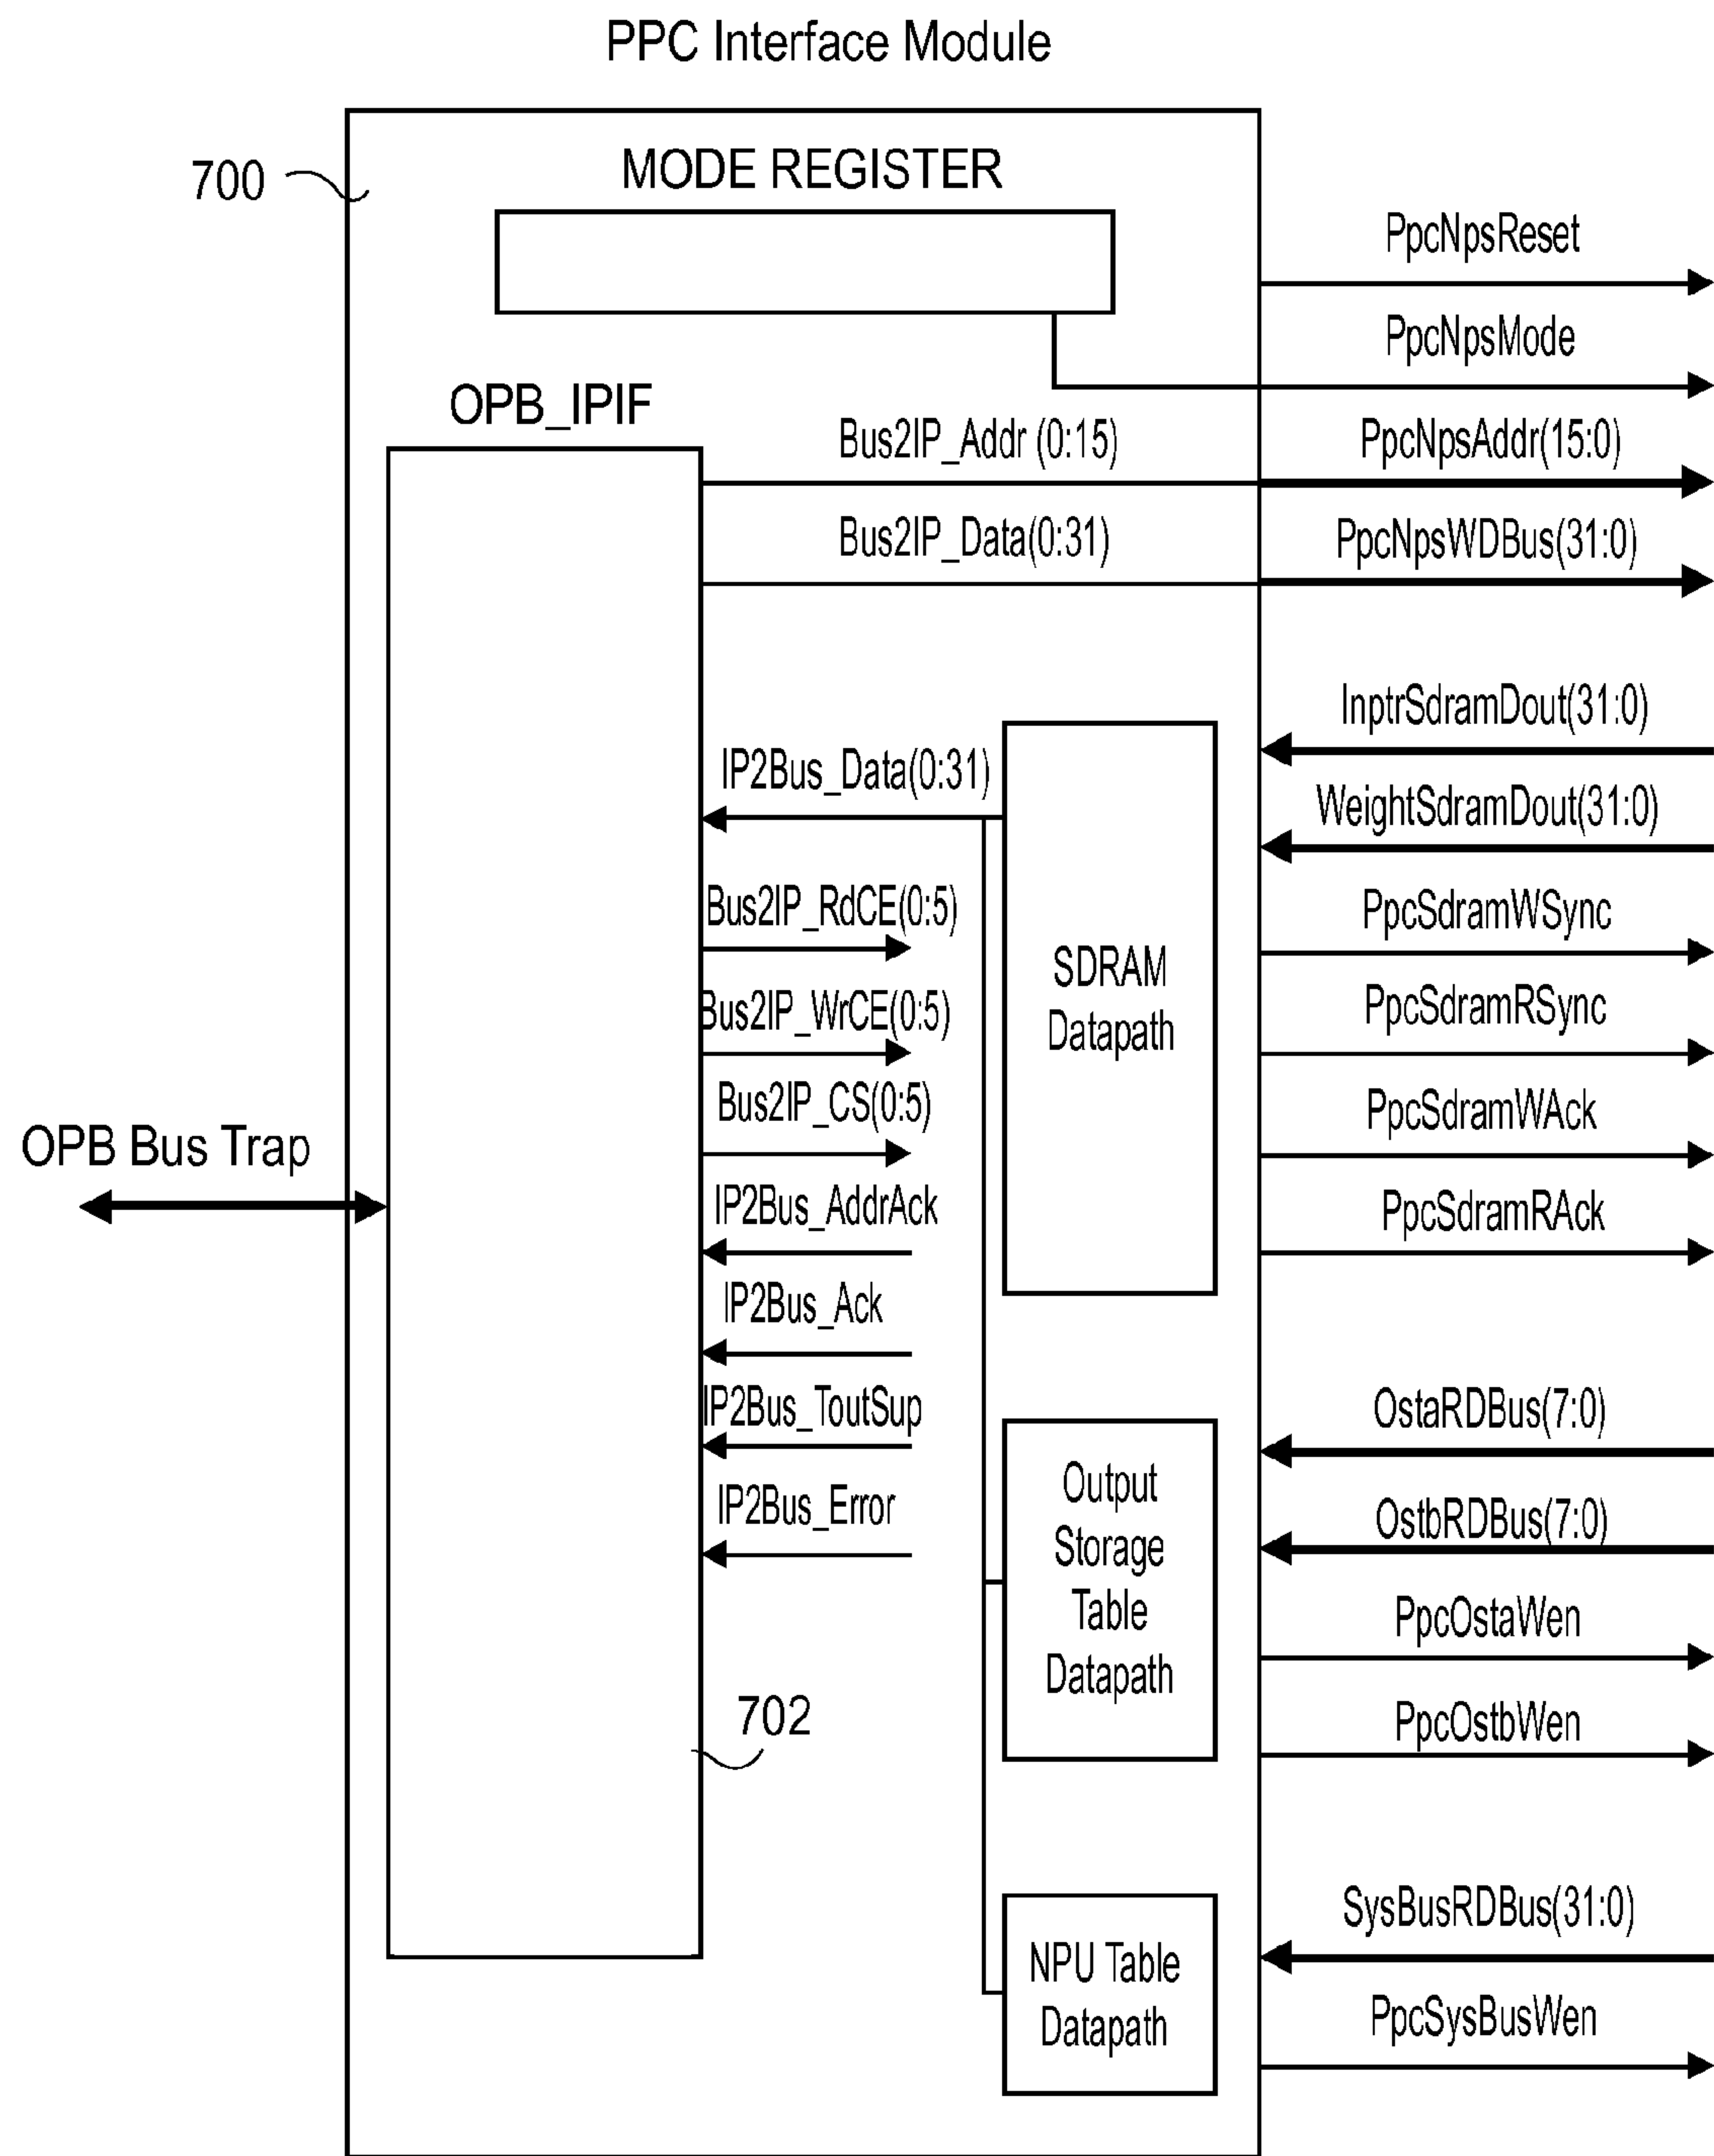 PPC Interface Module
700
MODE REGISTER
PpcNpsReset
PpcNpsMode
OPB_IPIF
Bus2IP_Addr (0:15)
PpcNpsAddr(15:0)
Bus2IP_Data(0:31)
PpcNpsWDBus(31:0)
InptrSdramDout(31:0)
IP2Bus_Data(0:31)
WeightSdramDout(31:0)
Bus2IP_RdCE(0:5)
PpcSdramWSync
SDRAM
Datapath
Bus2IP_WrCE(0:5)
PpcSdramRSync
Bus2IP_CS(0:5)
PpcSdramWAck
OPB Bus Trap
IP2Bus_AddrAck
PpcSdramRAck
IP2Bus_Ack
IP2Bus_ToutSup
OstaRDBus(7:0)
IP2Bus_Error
Output
Storage
Table
Datapath
OstbRDBus(7:0)
PpcOstaWen
702
PpcOstbWen
SysBusRDBus(31:0)
NPU Table
Datapath
PpcSysBusWen